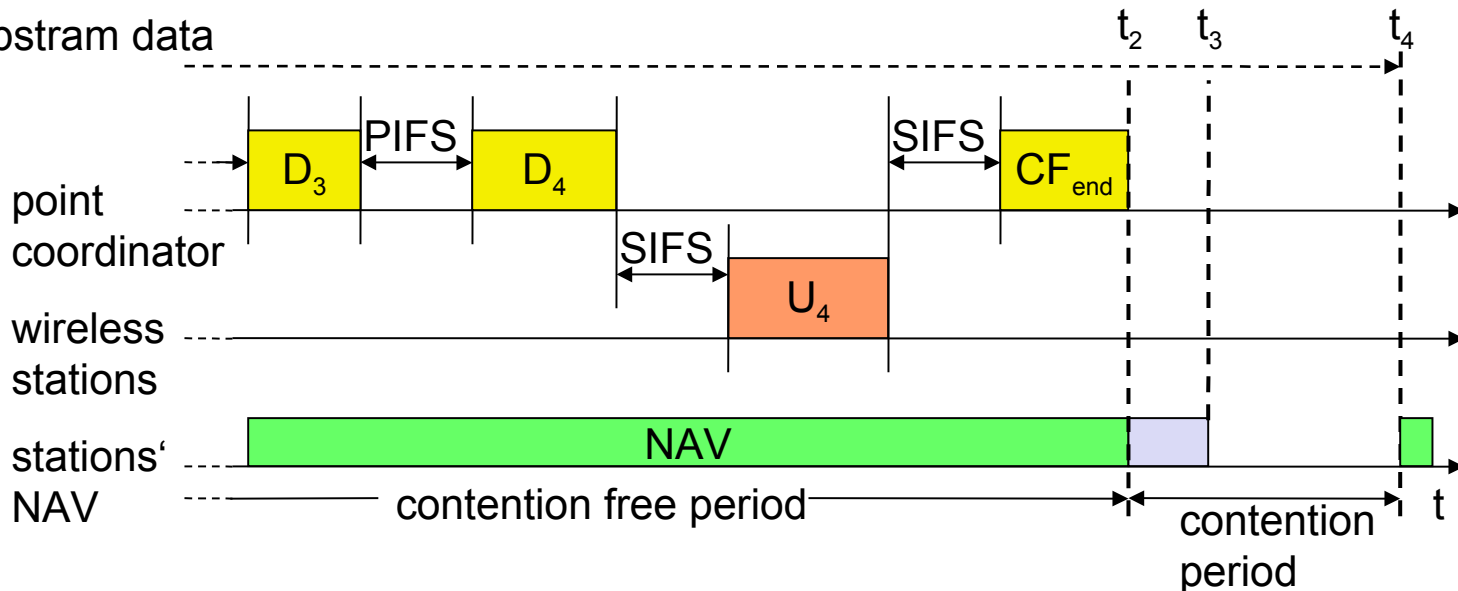 pstram data
t2 t3 t4
PIFS SIFS
D3 D4 CFend
point
coordinator
SIFS
U4
wireless
stations
NAV
stations‘
NAV
contention free period
contention
period
t